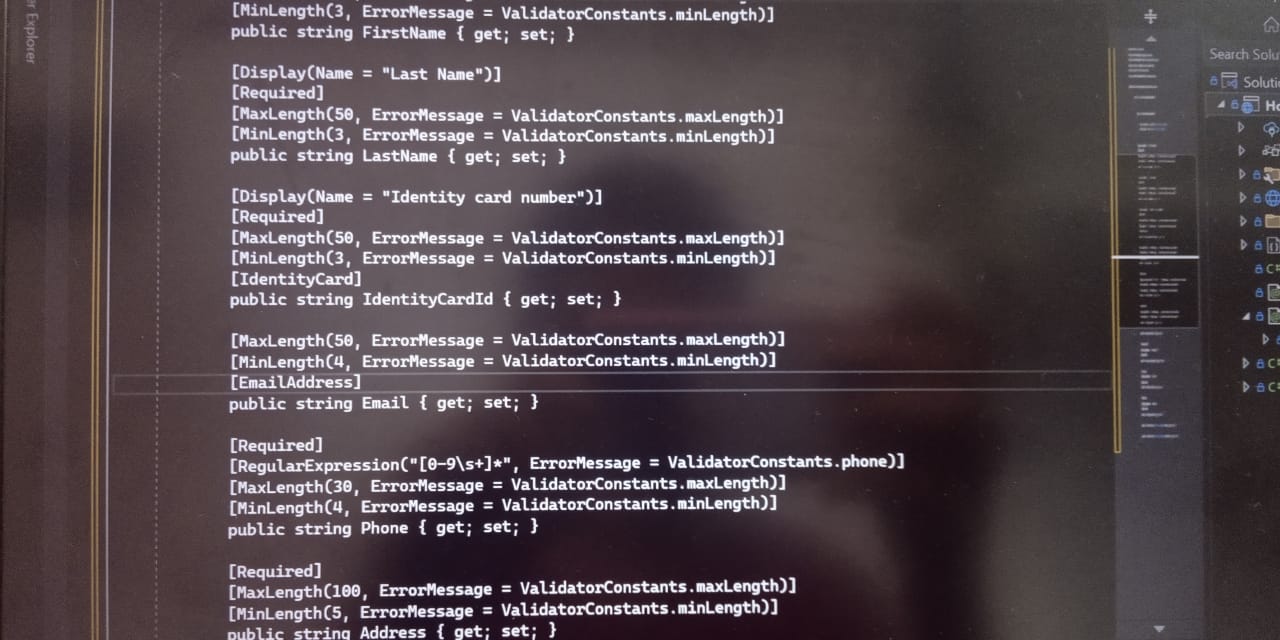 er Explorer
[MinLength(3, ErrorMessage = ValidatorConstants.minLength)]
public string FirstName { get; set; }
[Display(Name = "Last Name")]
[Required]
[MaxLength(50, ErrorMessage = ValidatorConstants.maxLength)]
[MinLength(3, ErrorMessage = ValidatorConstants.minLength)]
public string LastName { get; set; }
[Display(Name = "Identity card number")]
[Required]
[MaxLength(50, ErrorMessage = ValidatorConstants.maxLength)]
[MinLength(3, ErrorMessage = ValidatorConstants.minLength)]
[IdentityCard]
public string IdentityCardId { get; set; }
[MaxLength(50, ErrorMessage = ValidatorConstants.maxLength)]
[MinLength(4, ErrorMessage = ValidatorConstants.minLength)]
[EmailAddress]
public string Email { get; set; }
[Required]
[RegularExpression("[0-9\s+]*", ErrorMessage = ValidatorConstants.phone)]
[MaxLength(30, ErrorMessage = ValidatorConstants.maxLength)]
[MinLength(4, ErrorMessage = ValidatorConstants.minLength)]
public string Phone { get; set; }
[Required]
[MaxLength(100, ErrorMessage = ValidatorConstants.maxLength)]
[MinLength(5, ErrorMessage = ValidatorConstants.minLength)]
public string Address { get; set; }
Search Solu
Soluti
Ho